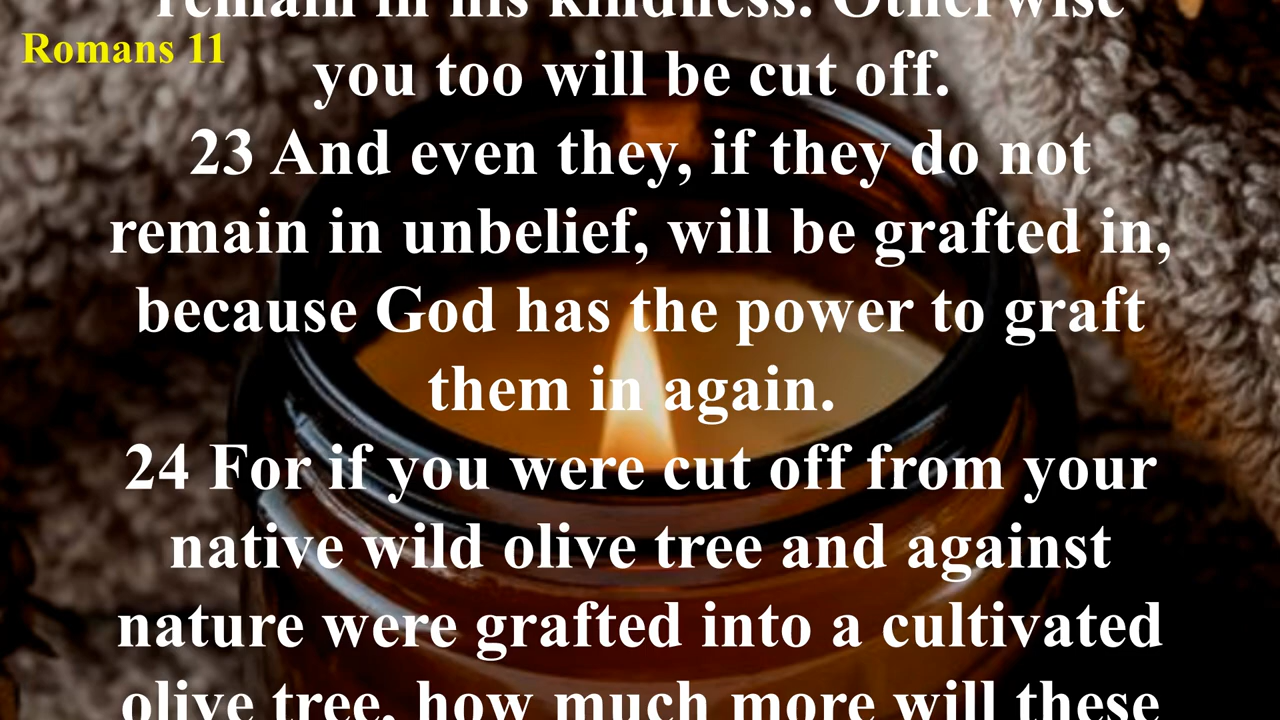 remain in his kindness. Otherwise
Romans 11
you too will be cut off.
23 And even they, if they do not
remain in unbelief, will be grafted in,
because God has the power to graft
them in again.
24 For if you were cut off from your
native wild olive tree and against
nature were grafted into a cultivated
olive tree, how much more will these